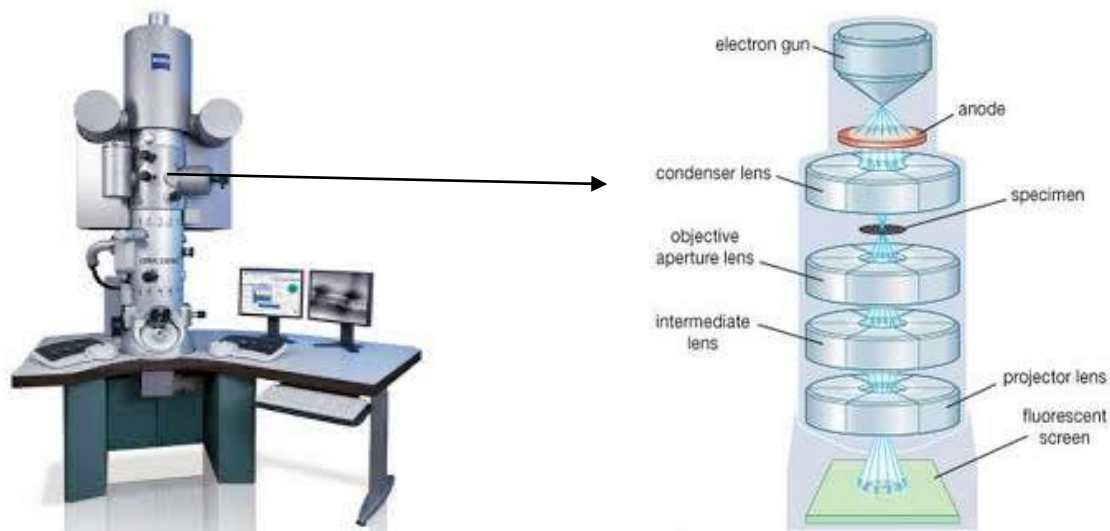 electron gun
anode
condenser lens
specimen
objective
aperture lens
intermediate
lens
projector lens
fluorescent
screen